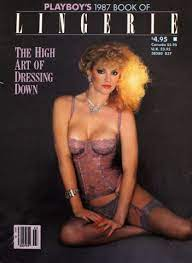 PLAYBOY'S 1987 BOOK OF
LINGERIE
$4.95
THE HIGH
ART OF
DRESSING
DOWN